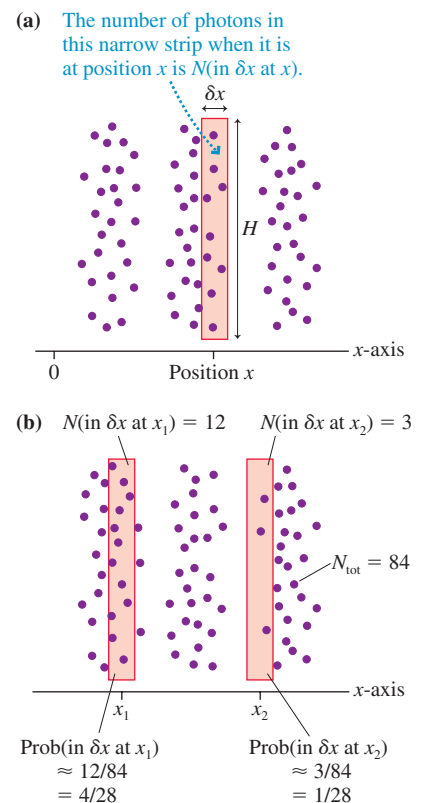 (a) The number of photons in
this narrow strip when it is
at position x is N(in δx at x).
δx
H
x-axis
0
Position x
(b) N(in δx at x₁) = 12
N(in δx at x₂) = 3
Nₜₒₜ = 84
x-axis
x₁
x₂
Prob(in δx at x₁)
≈ 12/84
= 4/28
Prob(in δx at x₂)
≈ 3/84
= 1/28